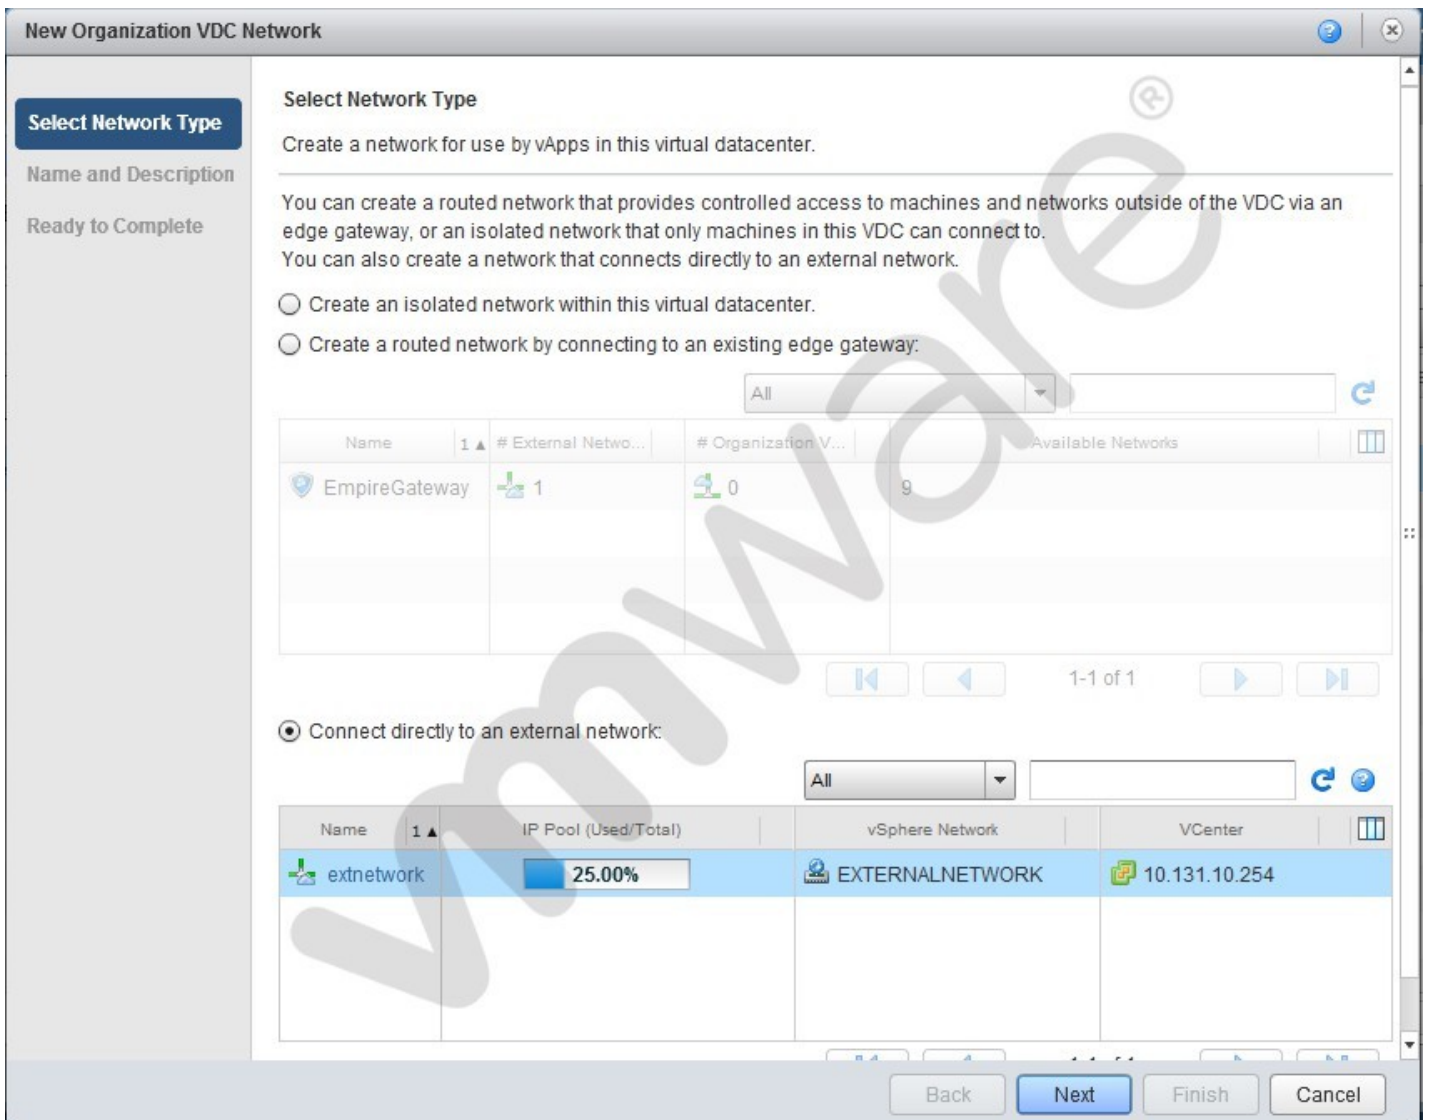 New Organization VDC Network
Select Network Type
Name and Description
Ready to Complete
Select Network Type
Create a network for use by vApps in this virtual datacenter.
You can create a routed network that provides controlled access to machines and networks outside of the VDC via an
edge gateway, or an isolated network that only machines in this VDC can connect to.
You can also create a network that connects directly to an external network.
Create an isolated network within this virtual datacenter.
Create a routed network by connecting to an existing edge gateway:
All
Name 1 ▲ # External Netwo... # Organization V... Available Networks
EmpireGateway 1 0 9
1-1 of 1
Connect directly to an external network:
All
Name 1 ▲ IP Pool (Used/Total) vSphere Network VCenter
extnetwork 25.00% EXTERNALNETWORK 10.131.10.254
Back Next Finish Cancel
vmware®